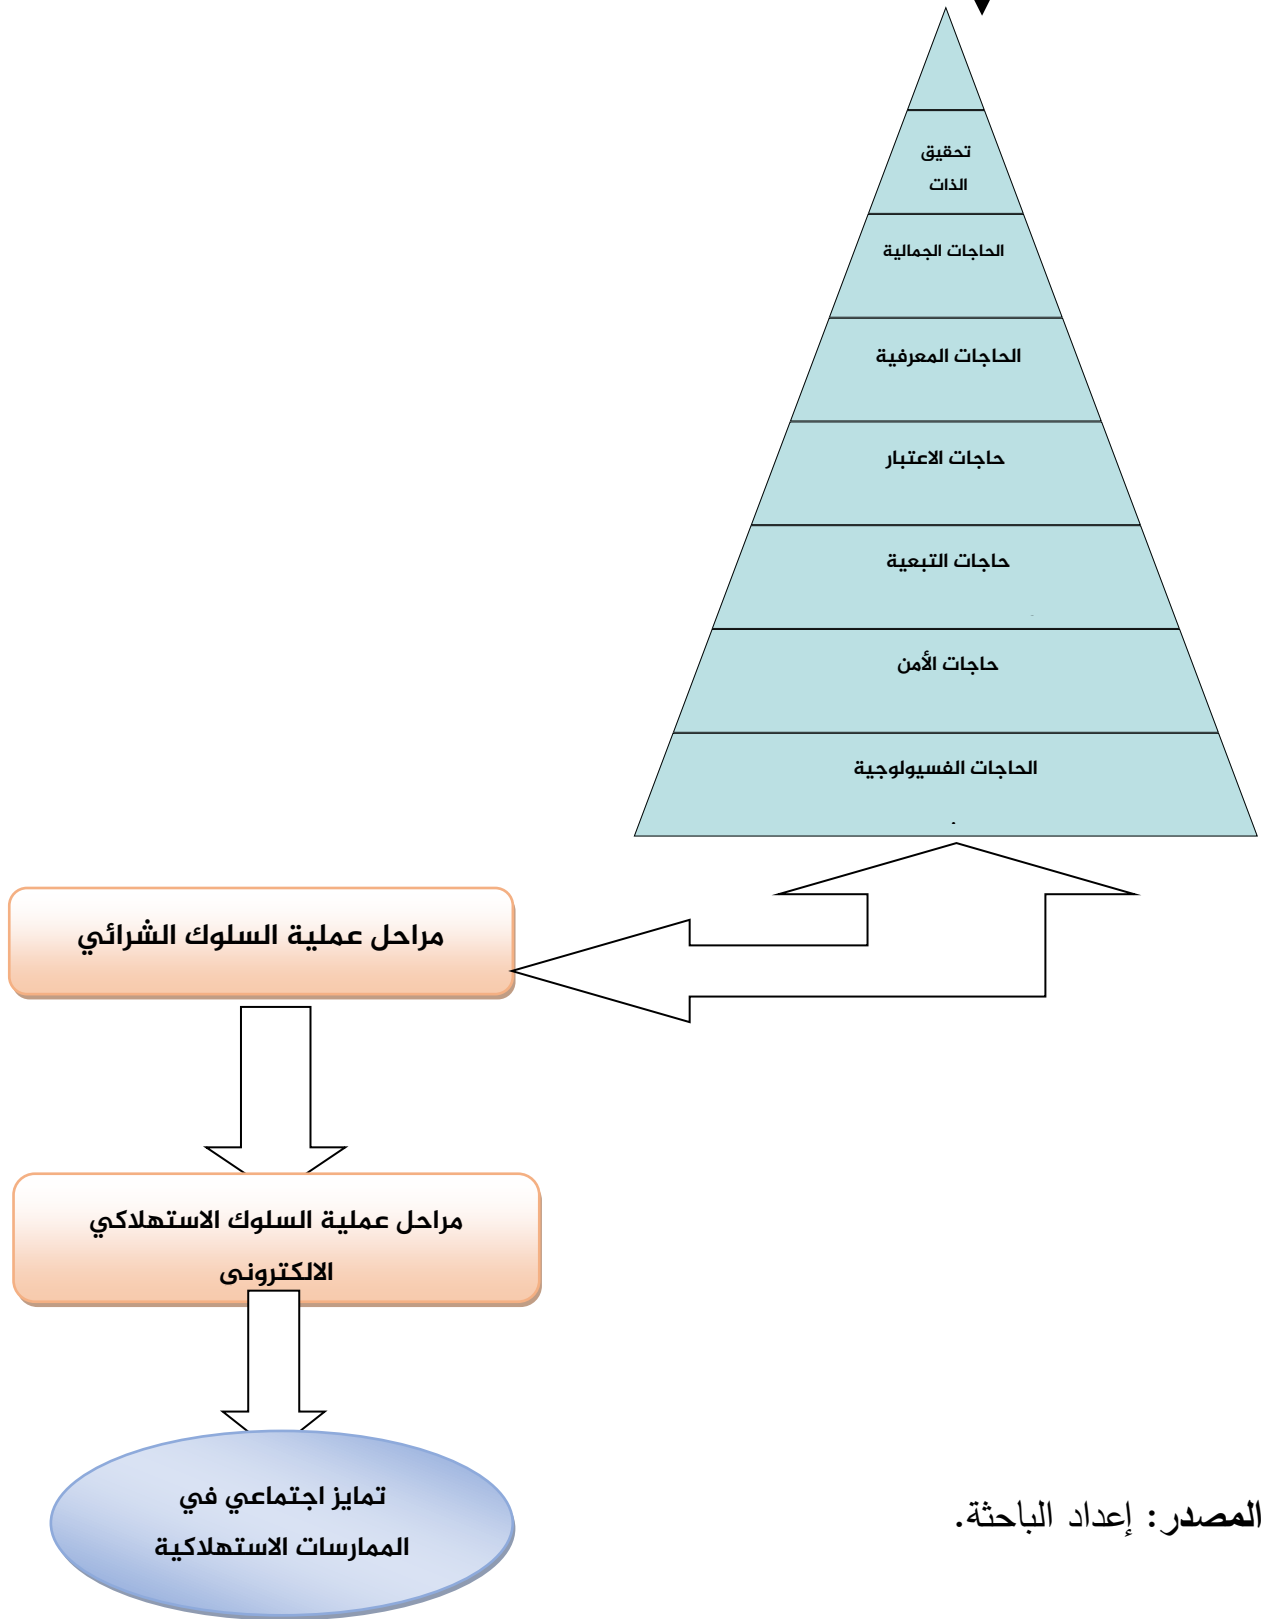 تحقيق
الذات
الحاجات الجمالية
الحاجات المعرفية
حاجات الاعتبار
حاجات التبعية
حاجات الأمن
الحاجات الفسيولوجية
مراحل عملية السلوك الشرائي
مراحل عملية السلوك الاستهلاكي
الالكترونى
تمايز اجتماعي في
الممارسات الاستهلاكية
المصدر: إعداد الباحثة.